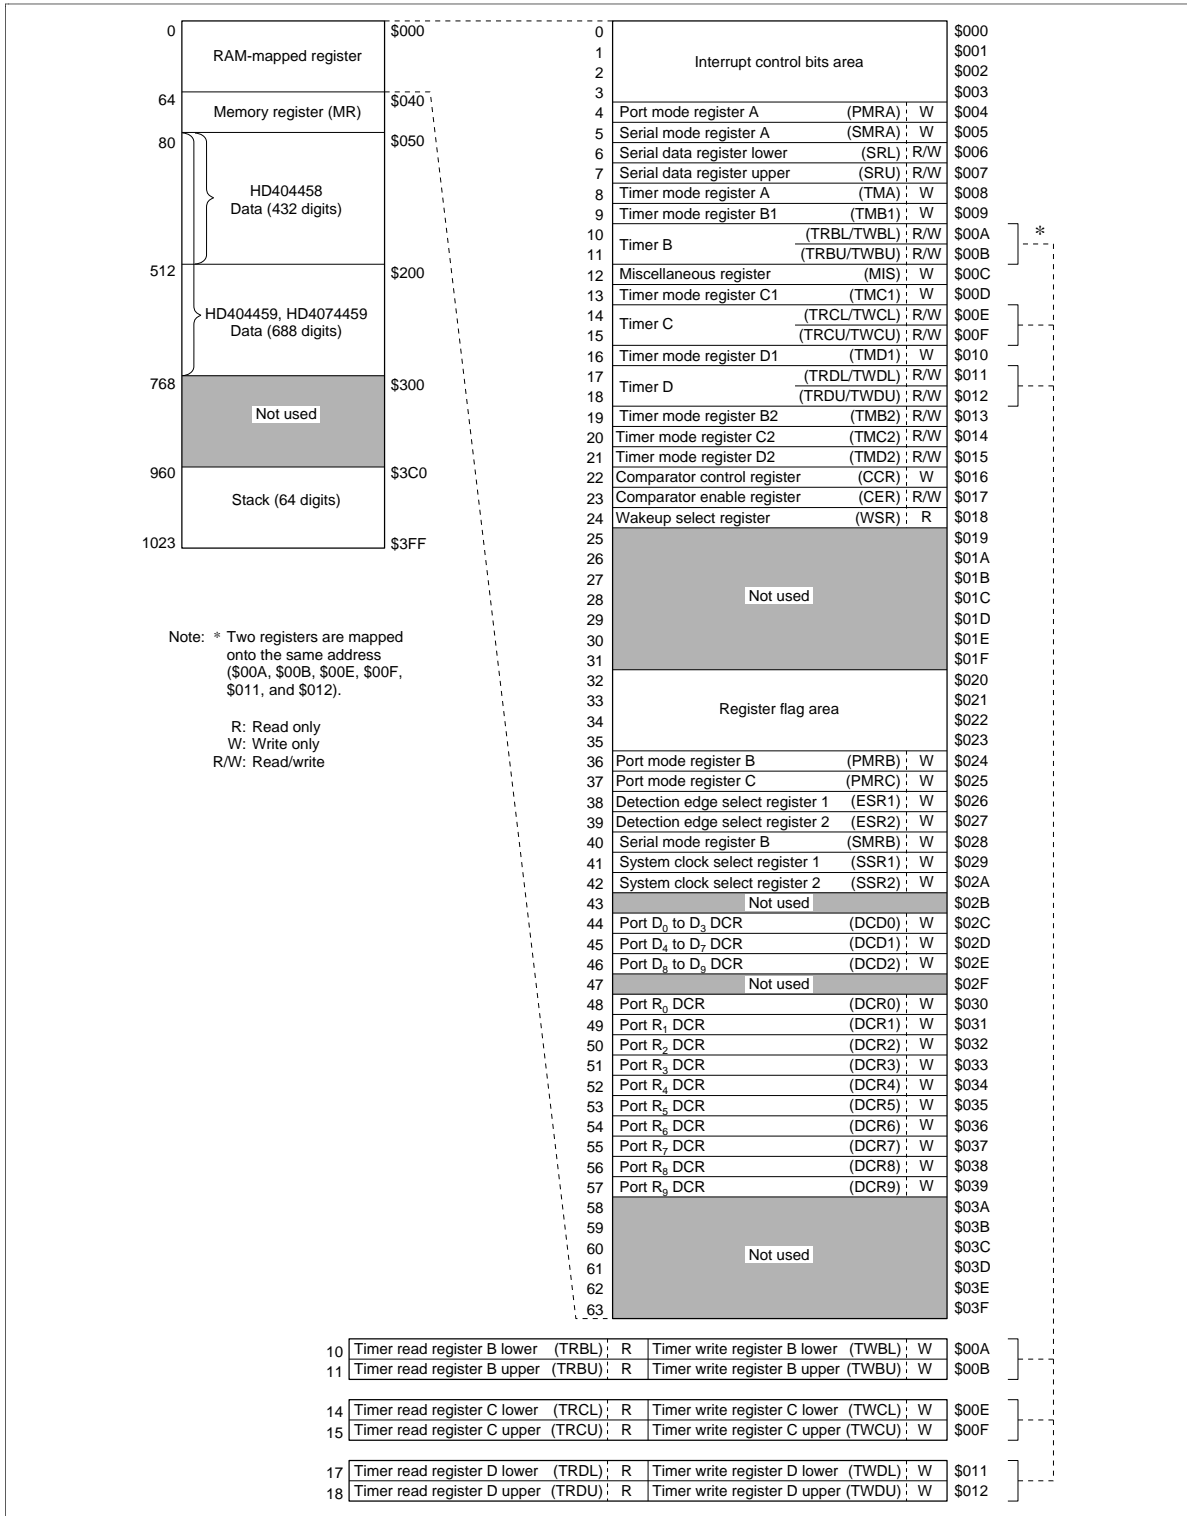 0 $000
RAM-mapped register
64 $040
Memory register (MR)
80 $050
HD404458
Data (432 digits)
512 $200
HD404459, HD4074459
Data (688 digits)
768 $300
Not used
960 $3C0
Stack (64 digits)
1023 $3FF
Note: * Two registers are mapped
onto the same address
($00A, $00B, $00E, $00F,
$011, and $012).
R: Read only
W: Write only
R/W: Read/write
0 $000
1 $001
Interrupt control bits area
2 $002
3 $003
4 Port mode register A (PMRA) W $004
5 Serial mode register A (SMRA) W $005
6 Serial data register lower (SRL) R/W $006
7 Serial data register upper (SRU) R/W $007
8 Timer mode register A (TMA) W $008
9 Timer mode register B1 (TMB1) W $009
10 (TRBL/TWBL) R/W $00A *
Timer B
11 (TRBU/TWBU) R/W $00B
12 Miscellaneous register (MIS) W $00C
13 Timer mode register C1 (TMC1) W $00D
14 (TRCL/TWCL) R/W $00E
Timer C
15 (TRCU/TWCU) R/W $00F
16 Timer mode register D1 (TMD1) W $010
17 (TRDL/TWDL) R/W $011
Timer D
18 (TRDU/TWDU) R/W $012
19 Timer mode register B2 (TMB2) R/W $013
20 Timer mode register C2 (TMC2) R/W $014
21 Timer mode register D2 (TMD2) R/W $015
22 Comparator control register (CCR) W $016
23 Comparator enable register (CER) R/W $017
24 Wakeup select register (WSR) R $018
25 $019
26 $01A
27 $01B
Not used
28 $01C
29 $01D
30 $01E
31 $01F
32 $020
33 $021
Register flag area
34 $022
35 $023
36 Port mode register B (PMRB) W $024
37 Port mode register C (PMRC) W $025
38 Detection edge select register 1 (ESR1) W $026
39 Detection edge select register 2 (ESR2) W $027
40 Serial mode register B (SMRB) W $028
41 System clock select register 1 (SSR1) W $029
42 System clock select register 2 (SSR2) W $02A
43 Not used $02B
44 Port D0 to D3 DCR (DCD0) W $02C
45 Port D4 to D7 DCR (DCD1) W $02D
46 Port D8 to D9 DCR (DCD2) W $02E
47 Not used $02F
48 Port R0 DCR (DCR0) W $030
49 Port R1 DCR (DCR1) W $031
50 Port R2 DCR (DCR2) W $032
51 Port R3 DCR (DCR3) W $033
52 Port R4 DCR (DCR4) W $034
53 Port R5 DCR (DCR5) W $035
54 Port R6 DCR (DCR6) W $036
55 Port R7 DCR (DCR7) W $037
56 Port R8 DCR (DCR8) W $038
57 Port R9 DCR (DCR9) W $039
58 $03A
59 $03B
60 $03C
Not used
61 $03D
62 $03E
63 $03F
10 Timer read register B lower (TRBL) R Timer write register B lower (TWBL) W $00A
11 Timer read register B upper (TRBU) R Timer write register B upper (TWBU) W $00B
14 Timer read register C lower (TRCL) R Timer write register C lower (TWCL) W $00E
15 Timer read register C upper (TRCU) R Timer write register C upper (TWCU) W $00F
17 Timer read register D lower (TRDL) R Timer write register D lower (TWDL) W $011
18 Timer read register D upper (TRDU) R Timer write register D upper (TWDU) W $012